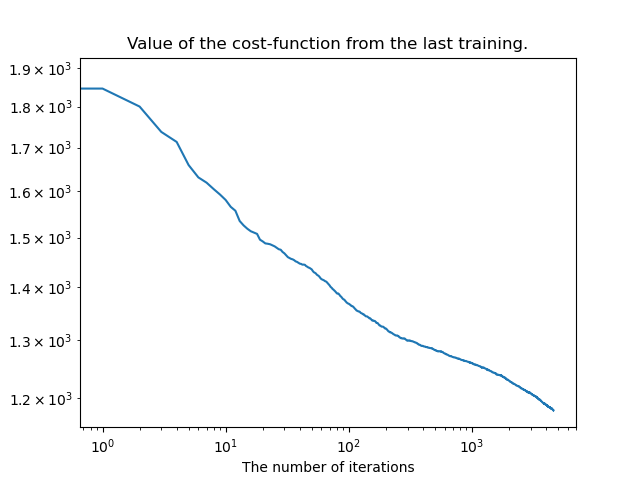 Value of the cost-function from the last training.
1.9 × 10³
1.8 × 10³
1.7 × 10³
1.6 × 10³
1.5 × 10³
1.4 × 10³
1.3 × 10³
1.2 × 10³
10⁰ 10¹ 10² 10³
The number of iterations